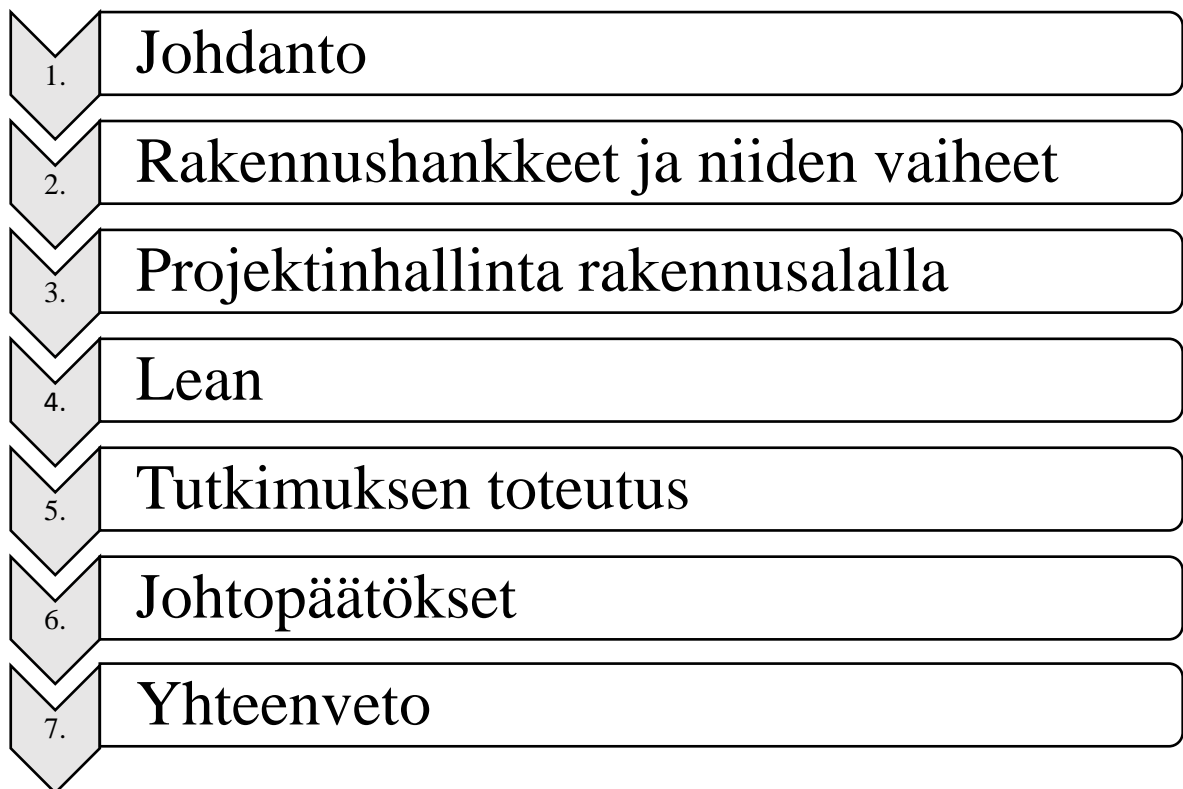 1. Johdanto
2. Rakennushankkeet ja niiden vaiheet
3. Projektinhallinta rakennusalalla
4. Lean
5. Tutkimuksen toteutus
6. Johtopäätökset
7. Yhteenveto